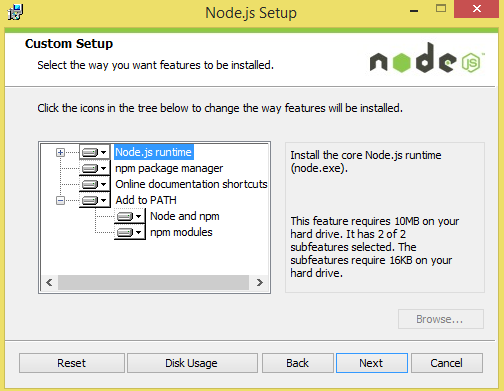 Node.js Setup
Custom Setup
Select the way you want features to be installed.
node
JS
Click the icons in the tree below to change the way features will be installed.
Node.js runtime
npm package manager
Online documentation shortcuts
Add to PATH
Node and npm
npm modules
Install the core Node.js runtime
(node.exe).
This feature requires 10MB on your
hard drive. It has 2 of 2
subfeatures selected. The
subfeatures require 16KB on your
hard drive.
Browse...
Reset
Disk Usage
Back
Next
Cancel